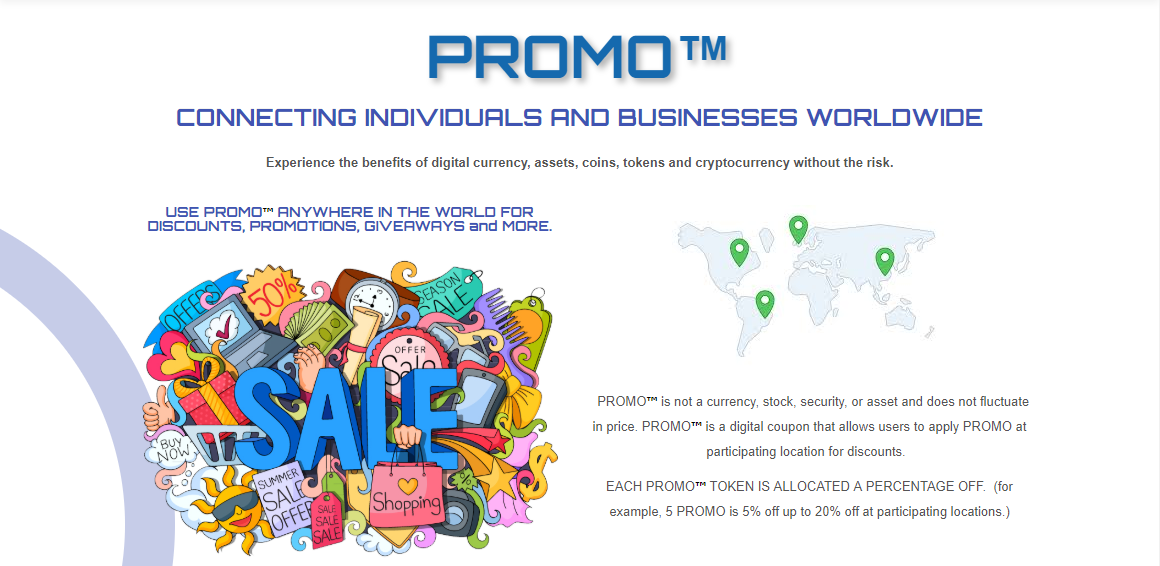 PROMO™
CONNECTING INDIVIDUALS AND BUSINESSES WORLDWIDE
Experience the benefits of digital currency, assets, coins, tokens and cryptocurrency without the risk.
USE PROMO™ ANYWHERE IN THE WORLD FOR
DISCOUNTS, PROMOTIONS, GIVEAWAYS and MORE.
OFFERS
50%
SEASON
SALE
OFFER
Sale
SALE
BUY
NOW
SUMMER
SALE
OFFER
SALE
SALE
SALE
Shopping
%
$
PROMO™ is not a currency, stock, security, or asset and does not fluctuate
in price. PROMO™ is a digital coupon that allows users to apply PROMO at
participating location for discounts.
EACH PROMO™ TOKEN IS ALLOCATED A PERCENTAGE OFF.  (for
example, 5 PROMO is 5% off up to 20% off at participating locations.)